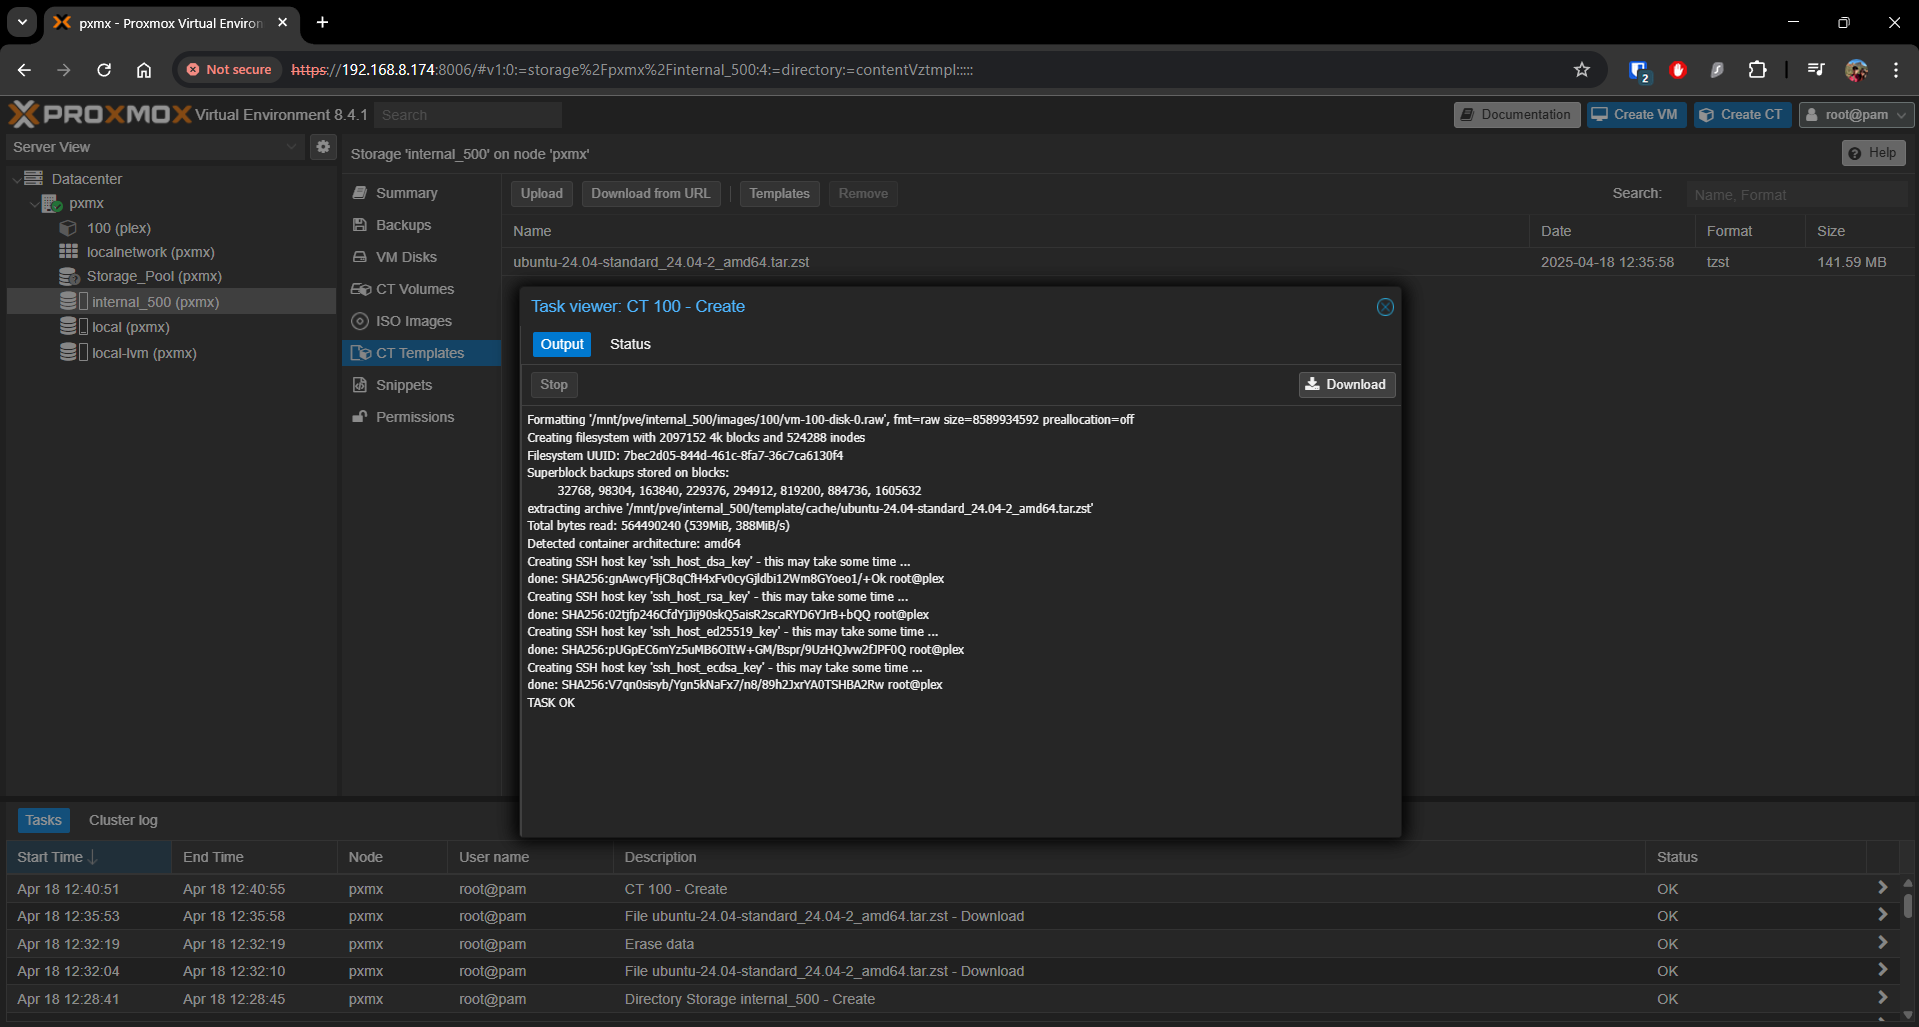 pxmx - Proxmox Virtual Environ
Not secure
https://192.168.8.174:8006/#v1:0:=storage%2Fpxmx%2Finternal_500:4:=directory:=contentVztmpl:::::
2
PROXMOX Virtual Environment 8.4.1
Search
Documentation
Create VM
Create CT
root@pam
Server View
Storage 'internal_500' on node 'pxmx'
Help
Datacenter
pxmx
100 (plex)
localnetwork (pxmx)
Storage_Pool (pxmx)
internal_500 (pxmx)
local (pxmx)
local-lvm (pxmx)
Summary
Backups
VM Disks
CT Volumes
ISO Images
CT Templates
Snippets
Permissions
Upload
Download from URL
Templates
Remove
Search:
Name, Format
Name Date Format Size
ubuntu-24.04-standard_24.04-2_amd64.tar.zst 2025-04-18 12:35:58 tzst 141.59 MB
Task viewer: CT 100 - Create
Output Status
Stop
Download
Formatting '/mnt/pve/internal_500/images/100/vm-100-disk-0.raw', fmt=raw size=8589934592 preallocation=off
Creating filesystem with 2097152 4k blocks and 524288 inodes
Filesystem UUID: 7bec2d05-844d-461c-8fa7-36c7ca6130f4
Superblock backups stored on blocks:
32768, 98304, 163840, 229376, 294912, 819200, 884736, 1605632
extracting archive '/mnt/pve/internal_500/template/cache/ubuntu-24.04-standard_24.04-2_amd64.tar.zst'
Total bytes read: 564490240 (539MiB, 388MiB/s)
Detected container architecture: amd64
Creating SSH host key 'ssh_host_dsa_key' - this may take some time ...
done: SHA256:gnAwcyFljC8qCfH4xFv0cyGjldbi12Wm8GYoeo1/+Ok root@plex
Creating SSH host key 'ssh_host_rsa_key' - this may take some time ...
done: SHA256:02tjfp246CfdYjJij90skQ5aisR2scaRYD6YJrB+bQQ root@plex
Creating SSH host key 'ssh_host_ed25519_key' - this may take some time ...
done: SHA256:pUGpEC6mYz5uMB6OItW+GM/Bspr/9UzHQJvw2fJPF0Q root@plex
Creating SSH host key 'ssh_host_ecdsa_key' - this may take some time ...
done: SHA256:V7qn0sisyb/Ygn5kNaFx7/n8/89h2JxrYA0TSHBA2Rw root@plex
TASK OK
Tasks Cluster log
Start Time End Time Node User name Description Status
Apr 18 12:40:51 Apr 18 12:40:55 pxmx root@pam CT 100 - Create OK
Apr 18 12:35:53 Apr 18 12:35:58 pxmx root@pam File ubuntu-24.04-standard_24.04-2_amd64.tar.zst - Download OK
Apr 18 12:32:19 Apr 18 12:32:19 pxmx root@pam Erase data OK
Apr 18 12:32:04 Apr 18 12:32:10 pxmx root@pam File ubuntu-24.04-standard_24.04-2_amd64.tar.zst - Download OK
Apr 18 12:28:41 Apr 18 12:28:45 pxmx root@pam Directory Storage internal_500 - Create OK